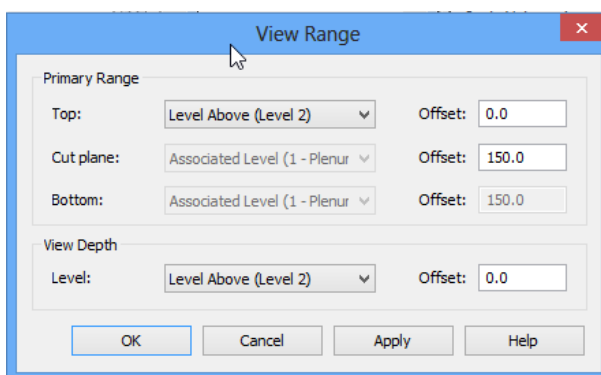 View Range
Primary Range
Top: Level Above (Level 2) Offset: 0.0
Cut plane: Associated Level (1 - Plenur Offset: 150.0
Bottom: Associated Level (1 - Plenur Offset: 150.0
View Depth
Level: Level Above (Level 2) Offset: 0.0
OK Cancel Apply Help